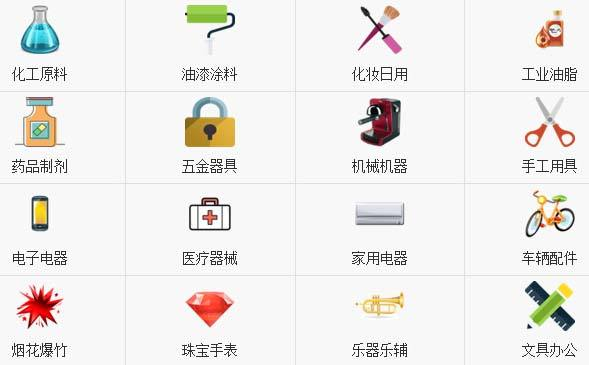 化工原料
油漆涂料
化妆日用
工业油脂
药品制剂
五金器具
机械机器
手工用具
电子电器
医疗器械
家用电器
车辆配件
烟花爆竹
珠宝手表
乐器乐辅
文具办公